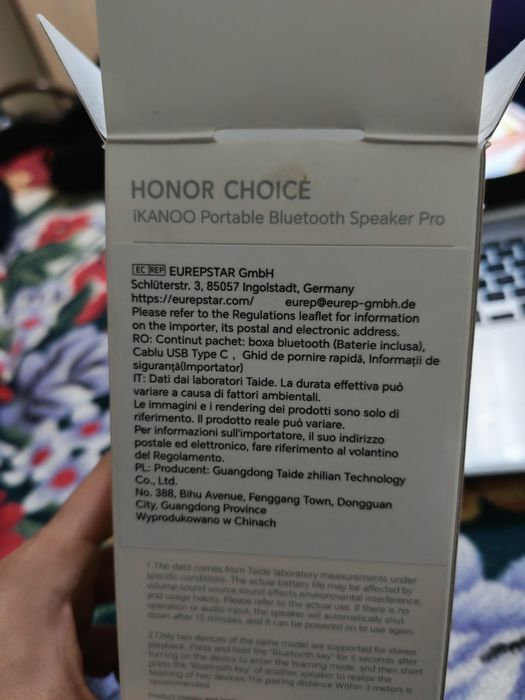 HONOR CHOICE
iKANOO Portable Bluetooth Speaker Pro
EC REP EUREPSTAR GmbH
Schlüterstr. 3, 85057 Ingolstadt, Germany
https://eurepstar.com/ eurep@eurep-gmbh.de
Please refer to the Regulations leaflet for information
on the importer, its postal and electronic address.
RO: Continut pachet: boxa bluetooth (Baterie inclusa),
Cablu USB Type C , Ghid de pornire rapidă, Informații de
siguranță(Importator)
IT: Dati dai laboratori Taide. La durata effettiva può
variare a causa di fattori ambientali.
Le immagini e i rendering dei prodotti sono solo di
riferimento. Il prodotto reale può variare.
Per informazioni sull'importatore, il suo indirizzo
postale ed elettronico, fare riferimento al volantino
del Regolamento.
PL: Producent: Guangdong Taide zhilian Technology
Co., Ltd.
No. 388, Bihu Avenue, Fenggang Town, Dongguan
City, Guangdong Province
Wyprodukowano w Chinach
1.The data comes from Taide laboratory measurements under
specific conditions. The actual battery life may be affected by
volume,sound source,sound effects,environmental interference,
and usage habits. Please refer to the actual use. If there is no
operation or audio input, the speaker will automatically shut
down after 15 minutes, and it can be powered on to use again.
2.Only two devices of the same model are supported for stereo
playback. Press and hold the "Bluetooth key" for 5 seconds after
turning on the device to enter the teaming mode, and then short
press the "Bluetooth key" of another speaker to realize the
teaming of two devices.The pairing distance Within 3 meters is
recommended.
Product images and